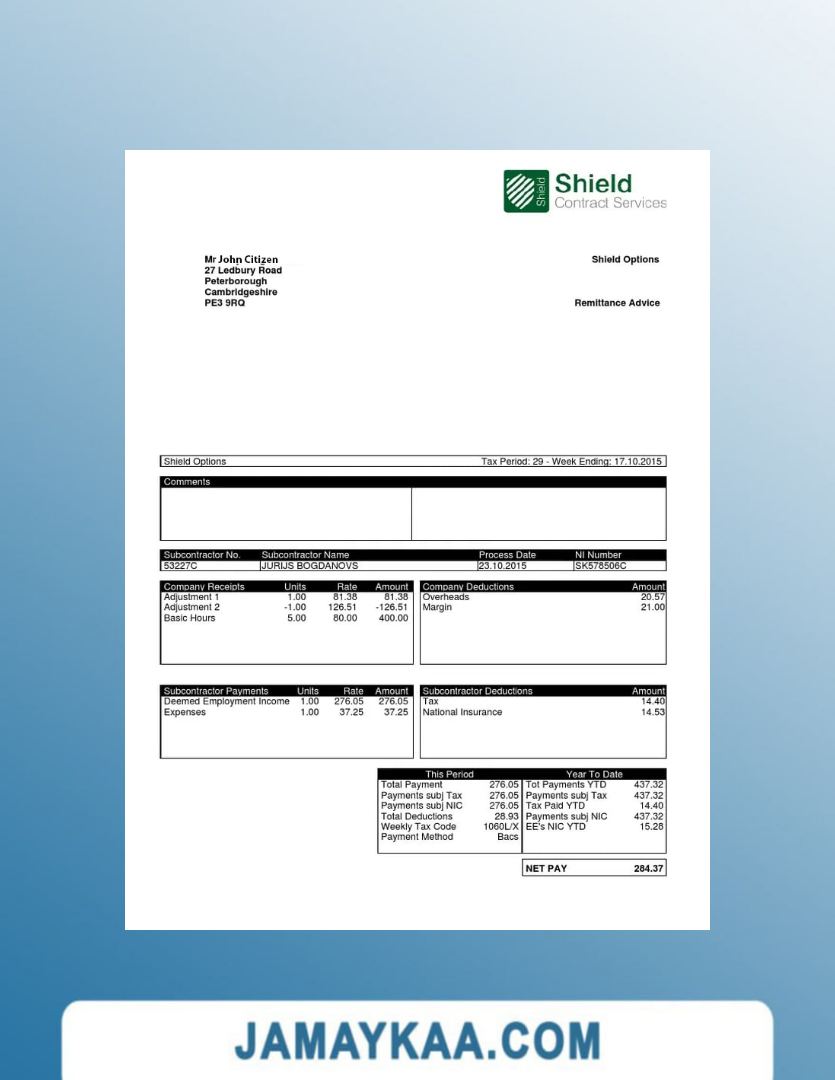 Shield
Shield
Contract Services
Mr John Citizen
27 Ledbury Road
Peterborough
Cambridgeshire
PE3 9RQ
Shield Options
Remittance Advice
Shield Options Tax Period: 29 - Week Ending: 17.10.2015
Comments
Subcontractor No. Subcontractor Name Process Date NI Number
53227C JURIJS BOGDANOVS 23.10.2015 SK578506C
Company Receipts Units Rate Amount Company Deductions Amount
Adjustment 1 1.00 81.38 81.38 Overheads 20.57
Adjustment 2 -1.00 126.51 -126.51 Margin 21.00
Basic Hours 5.00 80.00 400.00
Subcontractor Payments Units Rate Amount Subcontractor Deductions Amount
Deemed Employment Income 1.00 276.05 276.05 Tax 14.40
Expenses 1.00 37.25 37.25 National Insurance 14.53
This Period Year To Date
Total Payment 276.05 Tot Payments YTD 437.32
Payments subj Tax 276.05 Payments subj Tax 437.32
Payments subj NIC 276.05 Tax Paid YTD 14.40
Total Deductions 28.93 Payments subj NIC 437.32
Weekly Tax Code 1060L/X EE's NIC YTD 15.28
Payment Method Bacs
NET PAY 284.37
JAMAYKAA.COM